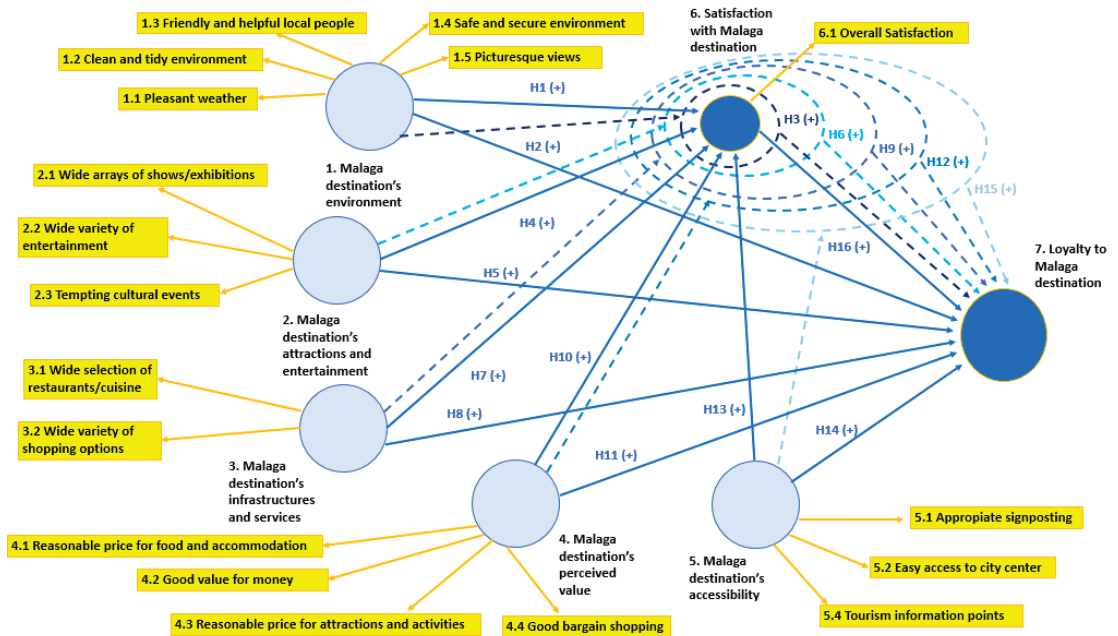 1.3 Friendly and helpful local people
1.4 Safe and secure environment
6. Satisfaction
with Malaga
destination
6.1 Overall Satisfaction
1.2 Clean and tidy environment
1.5 Picturesque views
1.1 Pleasant weather
H1 (+)
H3 (+)
H6 (+)
H2 (+)
H9 (+)
H12 (+)
H15 (+)
1. Malaga
destination's
environment
2.1 Wide arrays of shows/exhibitions
H4 (+)
H16 (+)
2.2 Wide variety of
entertainment
7. Loyalty to
Malaga
destination
H5 (+)
2.3 Tempting cultural events
2. Malaga
destination's
attractions and
entertainment
3.1 Wide selection of
restaurants/cuisine
H10 (+)
H7 (+)
H8 (+)
H13 (+)
3.2 Wide variety of
shopping options
H14 (+)
H11 (+)
3. Malaga
destination's
infrastructures
and services
4.1 Reasonable price for food and accommodation
4. Malaga
destination's
perceived
value
5. Malaga
destination's
accessibility
5.1 Appropiate signposting
4.2 Good value for money
5.2 Easy access to city center
4.3 Reasonable price for attractions and activities
4.4 Good bargain shopping
5.4 Tourism information points